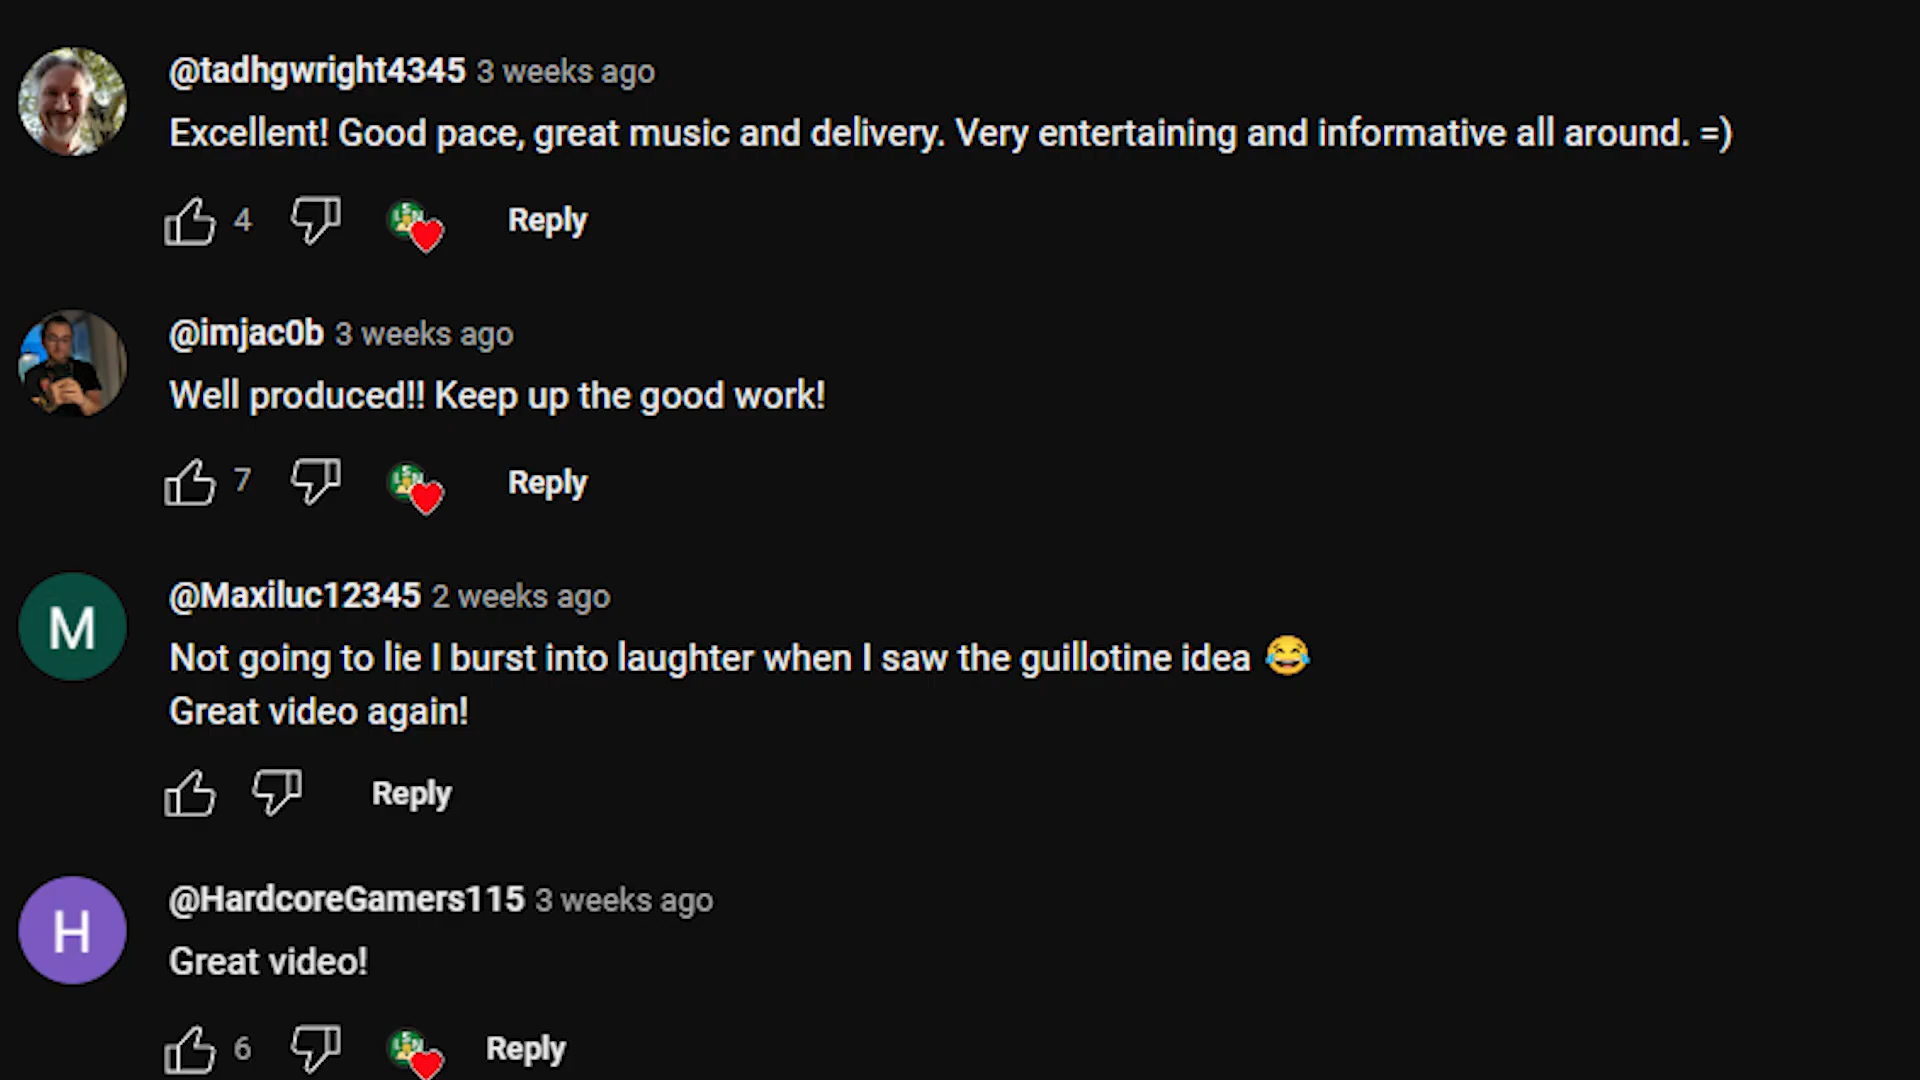 @tadhgwright4345 3 weeks ago
Excellent! Good pace, great music and delivery. Very entertaining and informative all around. =)
4 Reply
@imjac0b 3 weeks ago
Well produced!! Keep up the good work!
7 Reply
M
@Maxiluc12345 2 weeks ago
Not going to lie I burst into laughter when I saw the guillotine idea 😂
Great video again!
Reply
H
@HardcoreGamers115 3 weeks ago
Great video!
6 Reply